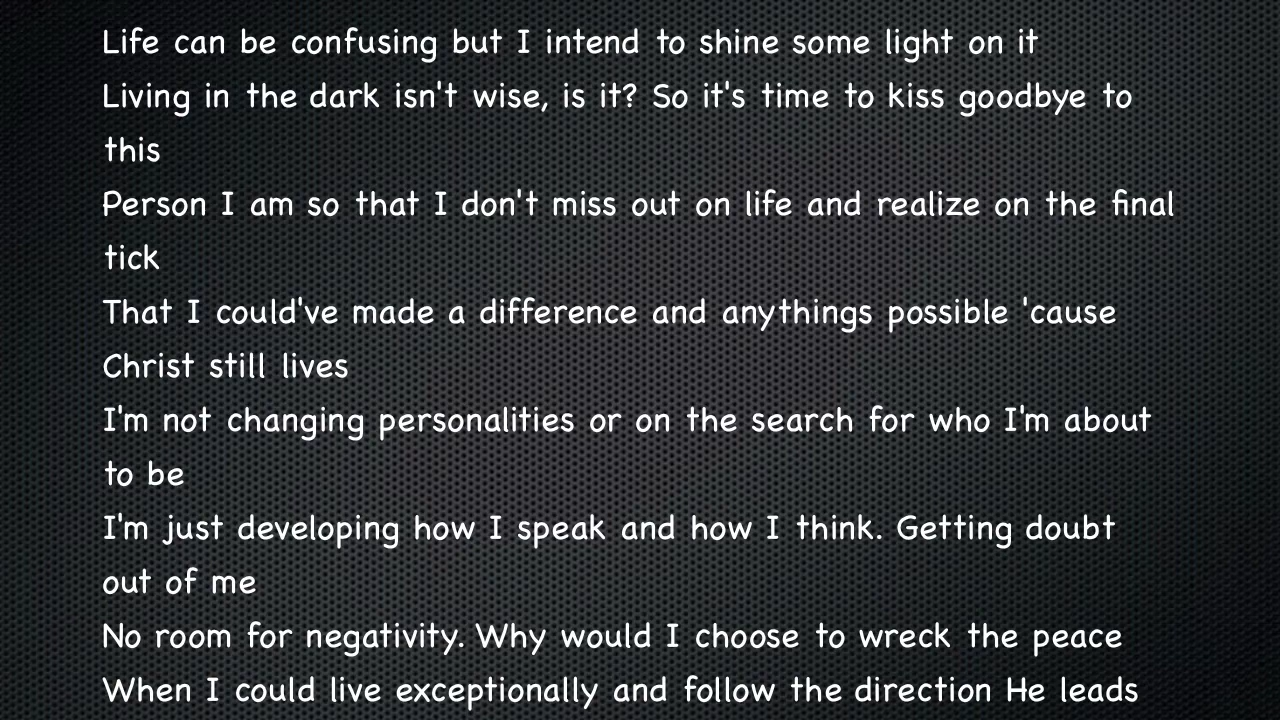 Life can be confusing but I intend to shine some light on it
Living in the dark isn't wise, is it? So it's time to kiss goodbye to
this
Person I am so that I don't miss out on life and realize on the final
tick
That I could've made a difference and anythings possible 'cause
Christ still lives
I'm not changing personalities or on the search for who I'm about
to be
I'm just developing how I speak and how I think. Getting doubt
out of me
No room for negativity. Why would I choose to wreck the peace
When I could live exceptionally and follow the direction He leads